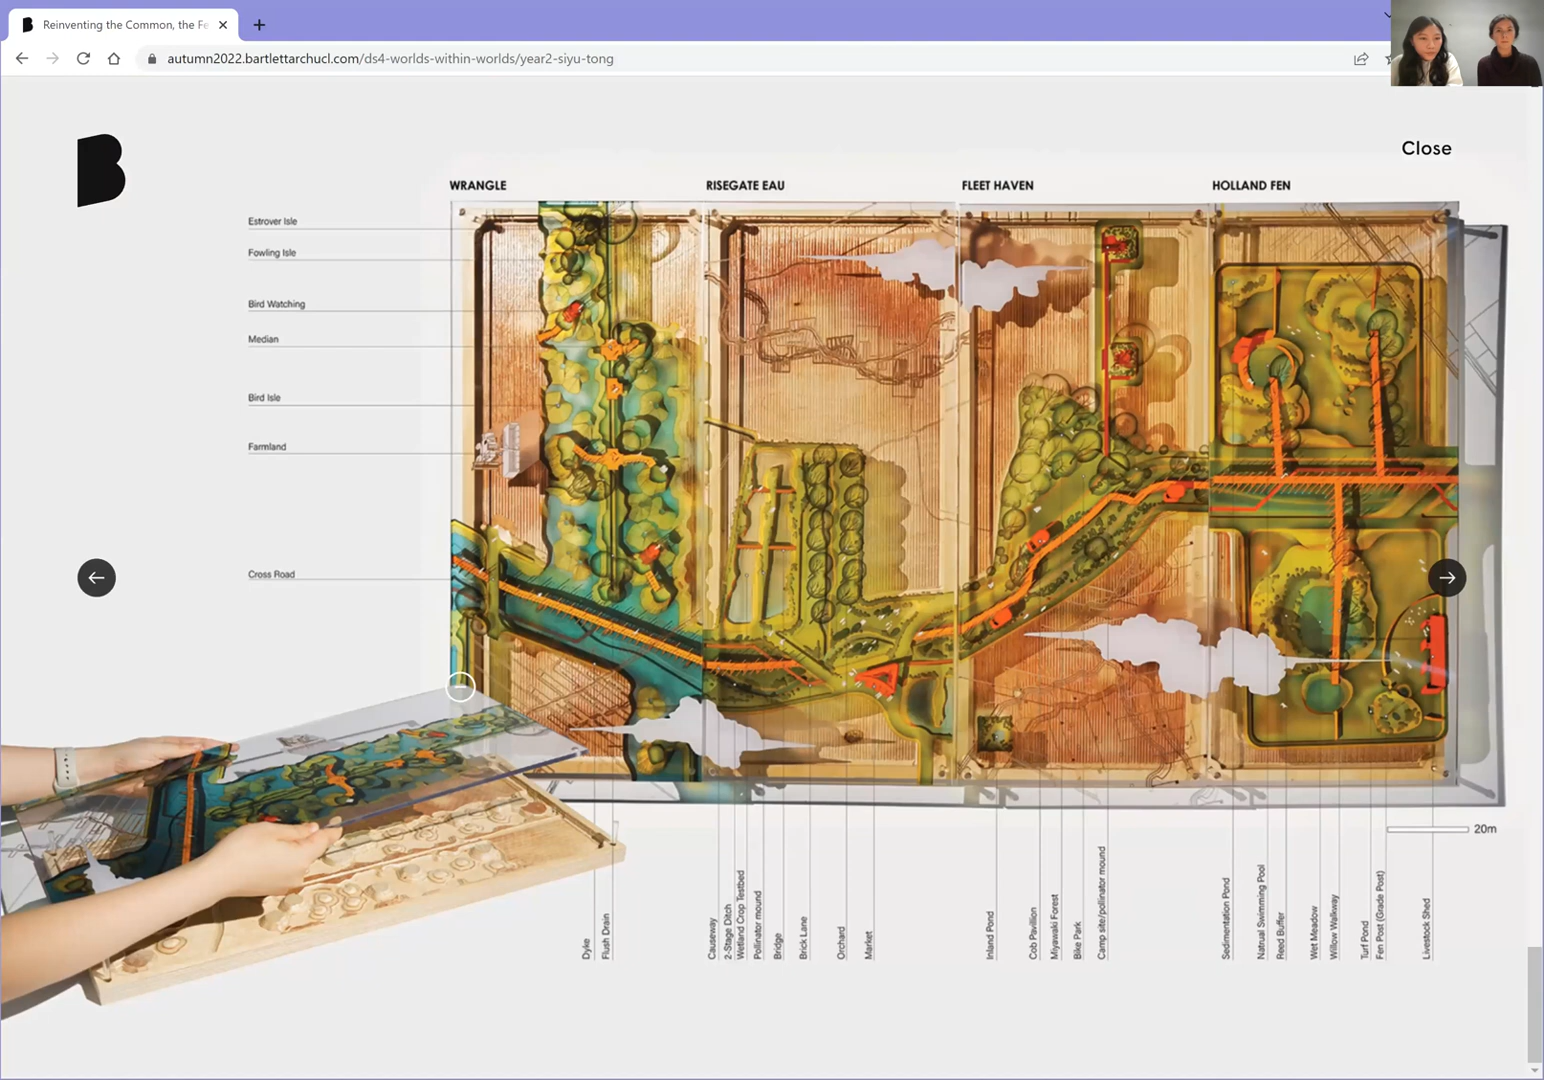 Reinventing the Common, the Fe
autumn2022.bartlettarchucl.com/ds4-worlds-within-worlds/year2-siyu-tong
B
Close
WRANGLE
RISEGATE EAU
FLEET HAVEN
HOLLAND FEN
Estrover Isle
Fowling Isle
Bird Watching
Median
Bird Isle
Farmland
Cross Road
20m
Dyke
Flush Drain
Causeway
2-Stage Ditch
Wetland Crop Testbed
Pollinator mound
Bridge
Brick Lane
Orchard
Market
Inland Pond
Cob Pavillion
Miyawaki Forest
Bike Park
Camp site/pollinator mound
Sedimentation Pond
Natrual Swimming Pool
Reed Buffer
Wet Meadow
Willow Walkway
Turf Pond
Fen Post (Grade Post)
Livestock Shed